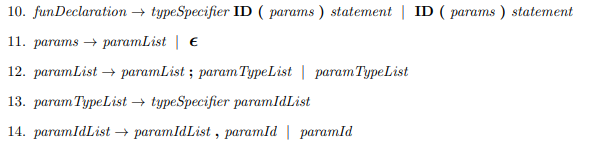 10. funDeclaration → typeSpecifier ID ( params ) statement | ID ( params ) statement
11. params → paramList | ϵ
12. paramList → paramList ; paramTypeList | paramTypeList
13. paramTypeList → typeSpecifier paramIdList
14. paramIdList → paramIdList , paramId | paramId